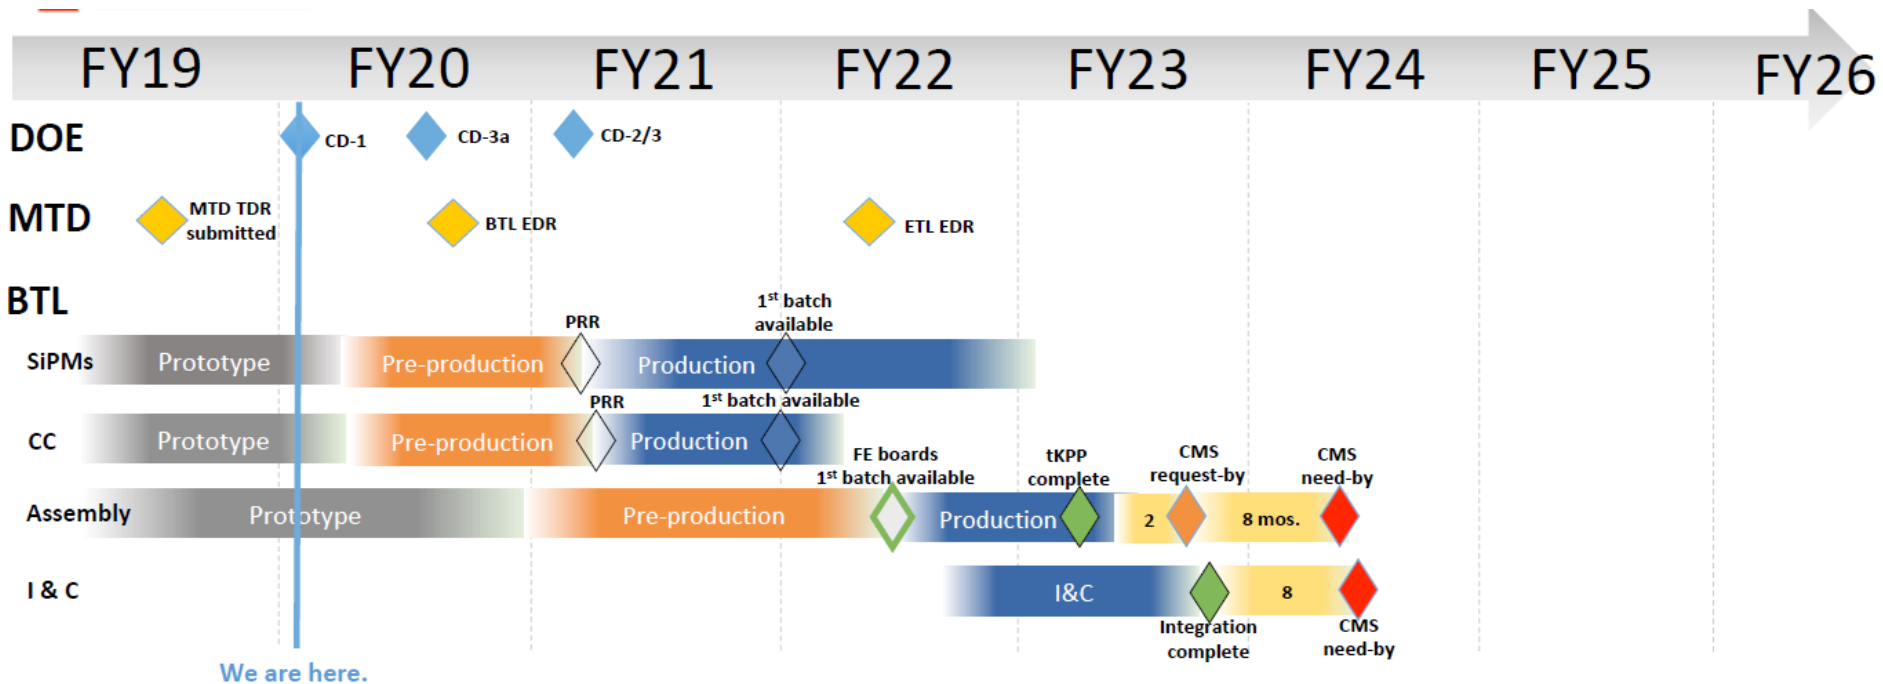 FY19 FY20 FY21 FY22 FY23 FY24 FY25 FY26
DOE
CD-1
CD-3a
CD-2/3
MTD
MTD TDR
submitted
BTL EDR
ETL EDR
BTL
SiPMs
Prototype
Pre-production
PRR
Production
1st batch
available
CC
Prototype
Pre-production
PRR
Production
1st batch available
Assembly
Prototype
Pre-production
FE boards
1st batch available
Production
tKPP
complete
2
CMS
request-by
8 mos.
CMS
need-by
I & C
I&C
Integration
complete
8
CMS
need-by
We are here.